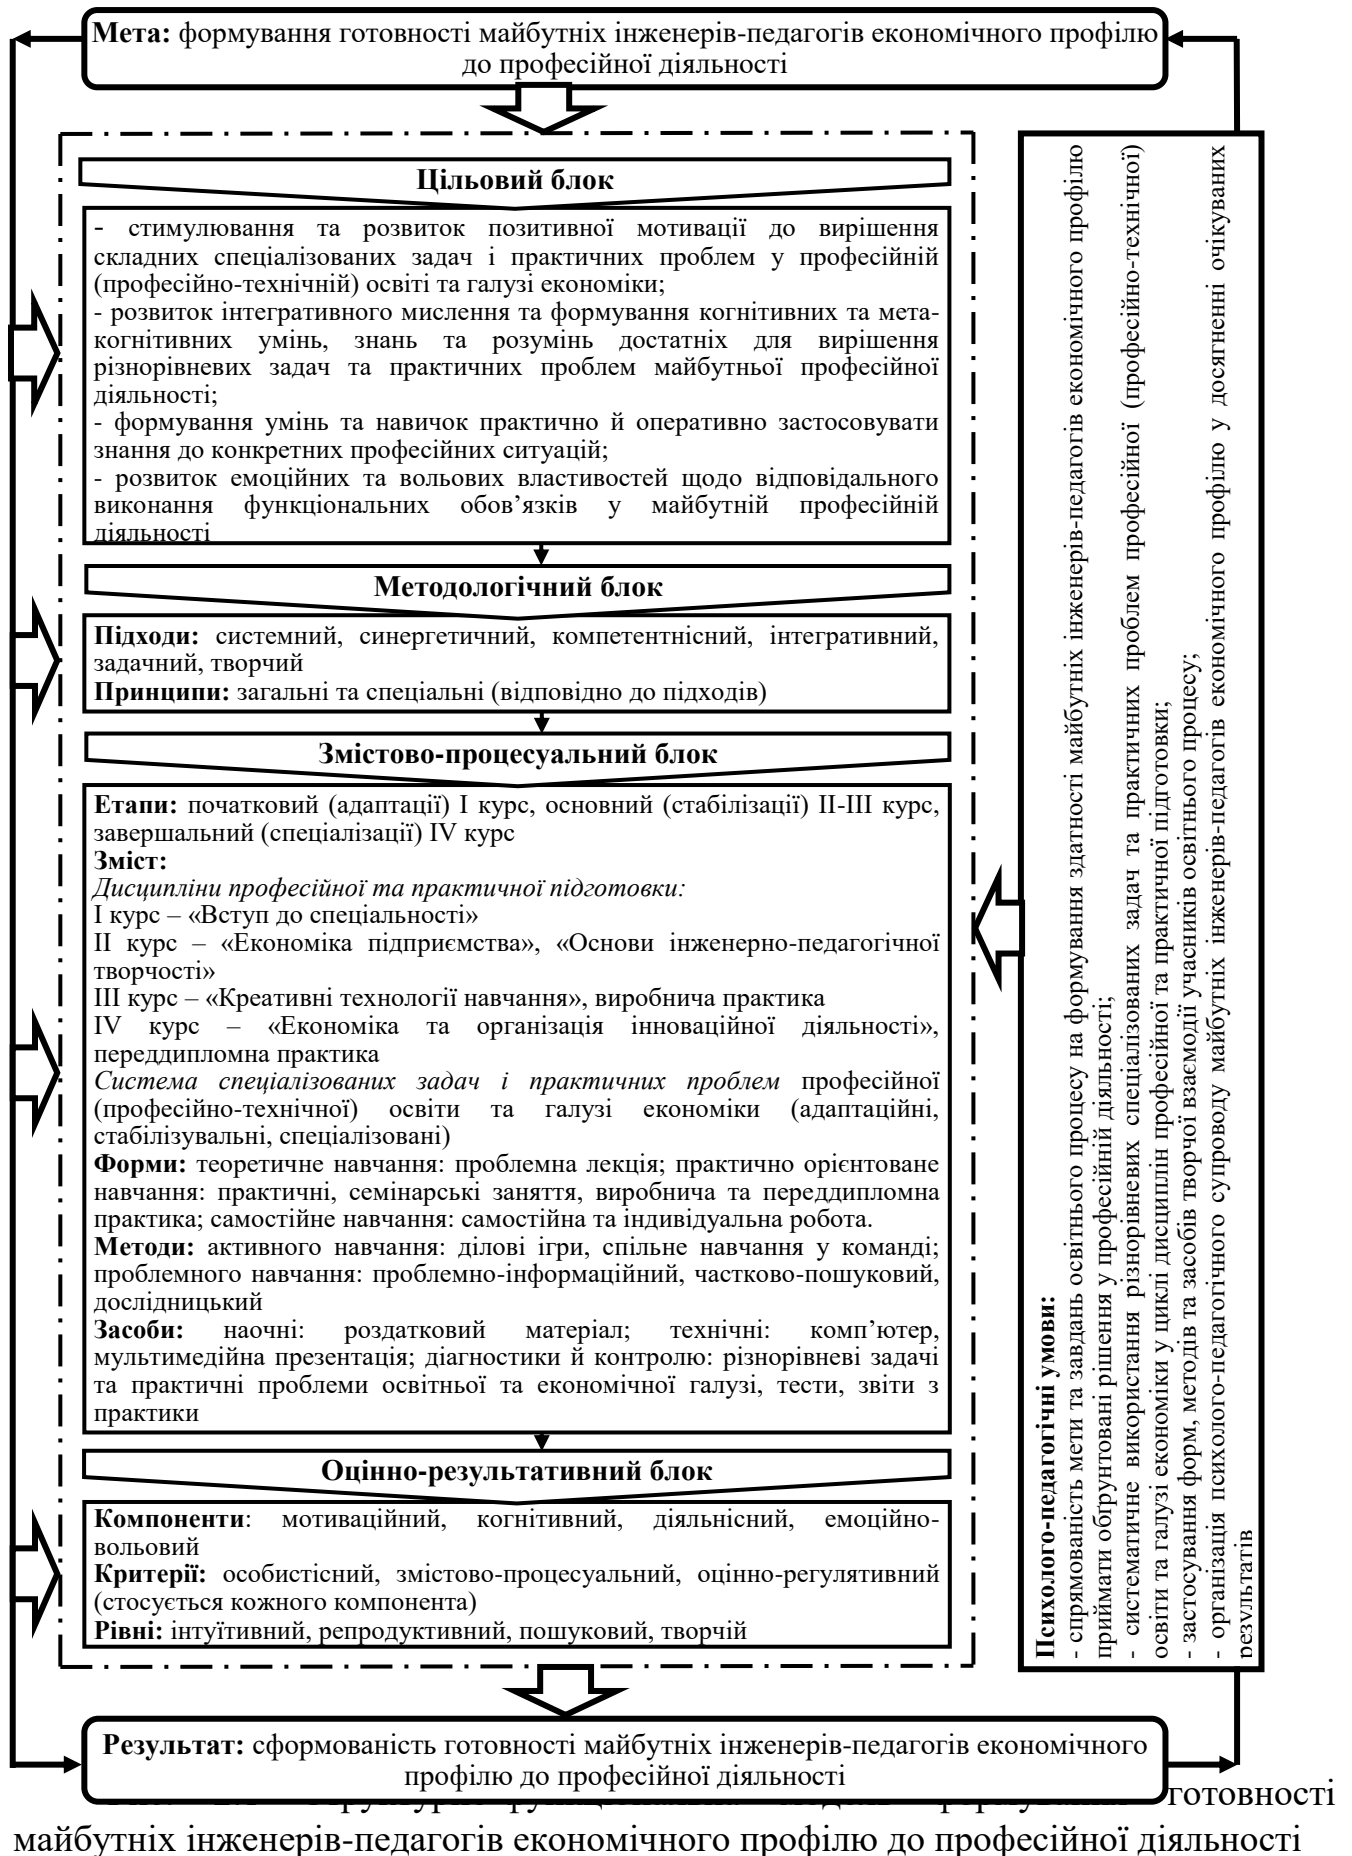 Мета: формування готовності майбутніх інженерів-педагогів економічного профілю
до професійної діяльності
Цільовий блок
- стимулювання та розвиток позитивної мотивації до вирішення
складних спеціалізованих задач і практичних проблем у професійній
(професійно-технічній) освіті та галузі економіки;
- розвиток інтегративного мислення та формування когнітивних та мета-
когнітивних умінь, знань та розумінь достатніх для вирішення
різнорівневих задач та практичних проблем майбутньої професійної
діяльності;
- формування умінь та навичок практично й оперативно застосовувати
знання до конкретних професійних ситуацій;
- розвиток емоційних та вольових властивостей щодо відповідального
виконання функціональних обов’язків у майбутній професійній
діяльності
Методологічний блок
Підходи: системний, синергетичний, компетентнісний, інтегративний,
задачний, творчий
Принципи: загальні та спеціальні (відповідно до підходів)
Змістово-процесуальний блок
Етапи: початковий (адаптації) І курс, основний (стабілізації) ІІ-ІІІ курс,
завершальний (спеціалізації) IV курс
Зміст:
Дисципліни професійної та практичної підготовки:
І курс – «Вступ до спеціальності»
ІІ курс – «Економіка підприємства», «Основи інженерно-педагогічної
творчості»
ІІІ курс – «Креативні технології навчання», виробнича практика
IV курс – «Економіка та організація інноваційної діяльності»,
переддипломна практика
Система спеціалізованих задач і практичних проблем професійної
(професійно-технічної) освіти та галузі економіки (адаптаційні,
стабілізувальні, спеціалізовані)
Форми: теоретичне навчання: проблемна лекція; практично орієнтоване
навчання: практичні, семінарські заняття, виробнича та переддипломна
практика; самостійне навчання: самостійна та індивідуальна робота.
Методи: активного навчання: ділові ігри, спільне навчання у команді;
проблемного навчання: проблемно-інформаційний, частково-пошуковий,
дослідницький
Засоби: наочні: роздатковий матеріал; технічні: комп’ютер,
мультимедійна презентація; діагностики й контролю: різнорівневі задачі
та практичні проблеми освітньої та економічної галузі, тести, звіти з
практики
Оцінно-результативний блок
Компоненти: мотиваційний, когнітивний, діяльнісний, емоційно-
вольовий
Критерії: особистісний, змістово-процесуальний, оцінно-регулятивний
(стосується кожного компонента)
Рівні: інтуїтивний, репродуктивний, пошуковий, творчій
Психолого-педагогічні умови:
- спрямованість мети та завдань освітнього процесу на формування здатності майбутніх інженерів-педагогів економічного профілю
приймати обґрунтовані рішення у професійній діяльності;
- систематичне використання різнорівневих спеціалізованих задач та практичних проблем професійної (професійно-технічної)
освіти та галузі економіки у циклі дисциплін професійної та практичної підготовки;
- застосування форм, методів та засобів творчої взаємодії учасників освітнього процесу;
- організація психолого-педагогічного супроводу майбутніх інженерів-педагогів економічного профілю у досягненні очікуваних
результатів
Результат: сформованість готовності майбутніх інженерів-педагогів економічного
профілю до професійної діяльності
готовності
майбутніх інженерів-педагогів економічного профілю до професійної діяльності